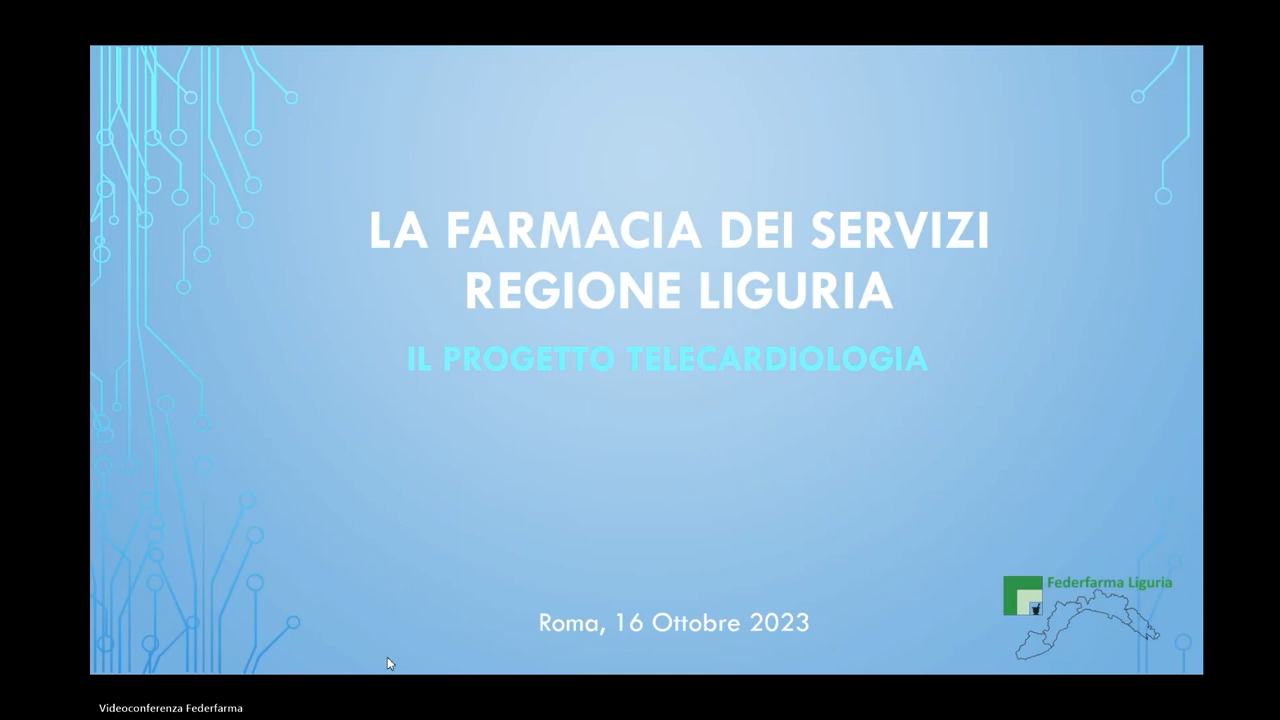 LA FARMACIA DEI SERVIZI
REGIONE LIGURIA
IL PROGETTO TELECARDIOLOGIA
Federfarma Liguria
Roma, 16 Ottobre 2023
Videoconferenza Federfarma